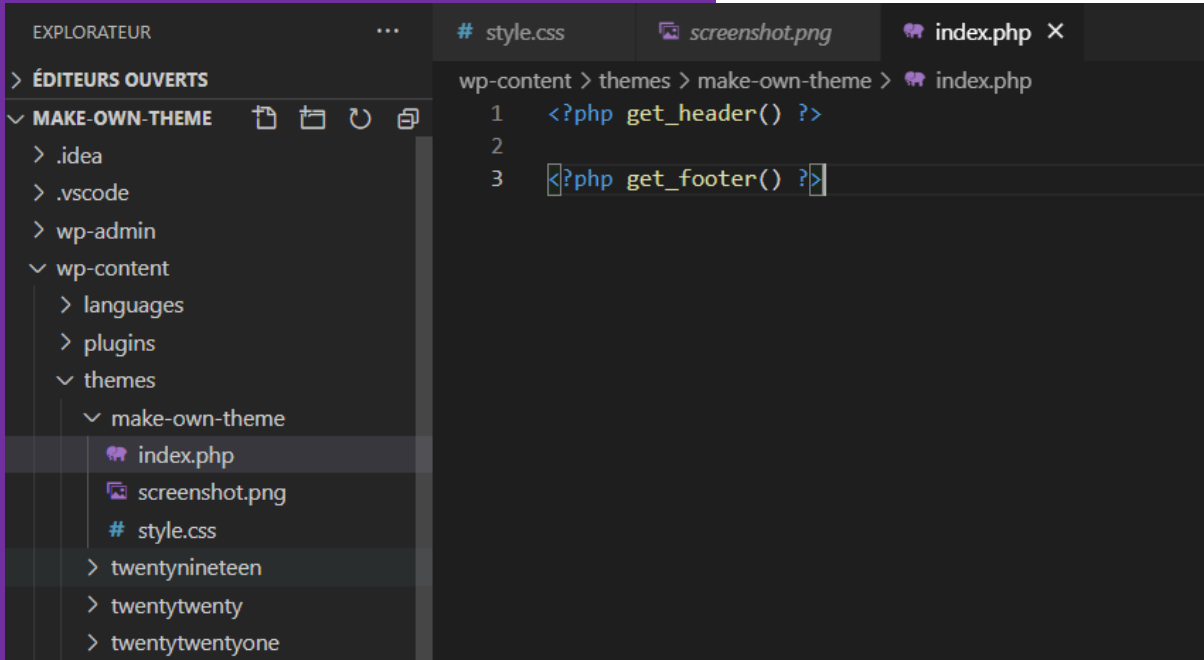 EXPLORATEUR
ÉDITEURS OUVERTS
MAKE-OWN-THEME
.idea
.vscode
wp-admin
wp-content
languages
plugins
themes
make-own-theme
index.php
screenshot.png
# style.css
twentynineteen
twentytwenty
twentytwentyone
# style.css
screenshot.png
index.php
wp-content > themes > make-own-theme > index.php
1 <?php get_header() ?>
2
3 <?php get_footer() ?>